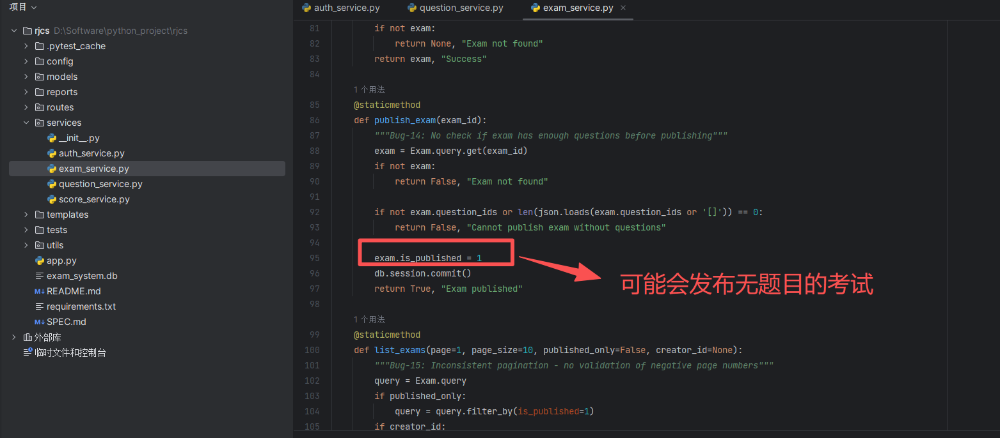 项目
rjcs D:\Software\python_project\rjcs
.pytest_cache
config
models
reports
routes
services
__init__.py
auth_service.py
exam_service.py
question_service.py
score_service.py
templates
tests
utils
app.py
exam_system.db
README.md
requirements.txt
SPEC.md
外部库
临时文件和控制台
auth_service.py question_service.py exam_service.py
81 if not exam:
82 return None, "Exam not found"
83 return exam, "Success"
84
1 个用法
85 @staticmethod
86 def publish_exam(exam_id):
87 """Bug-14: No check if exam has enough questions before publishing"""
88 exam = Exam.query.get(exam_id)
89 if not exam:
90 return False, "Exam not found"
91
92 if not exam.question_ids or len(json.loads(exam.question_ids or '[]')) == 0:
93 return False, "Cannot publish exam without questions"
94
95 exam.is_published = 1
96 db.session.commit()
97 return True, "Exam published"
98
可能会发布无题目的考试
1 个用法
99 @staticmethod
100 def list_exams(page=1, page_size=10, published_only=False, creator_id=None):
101 """Bug-15: Inconsistent pagination - no validation of negative page numbers"""
102 query = Exam.query
103 if published_only:
104 query = query.filter_by(is_published=1)
105 if creator_id: